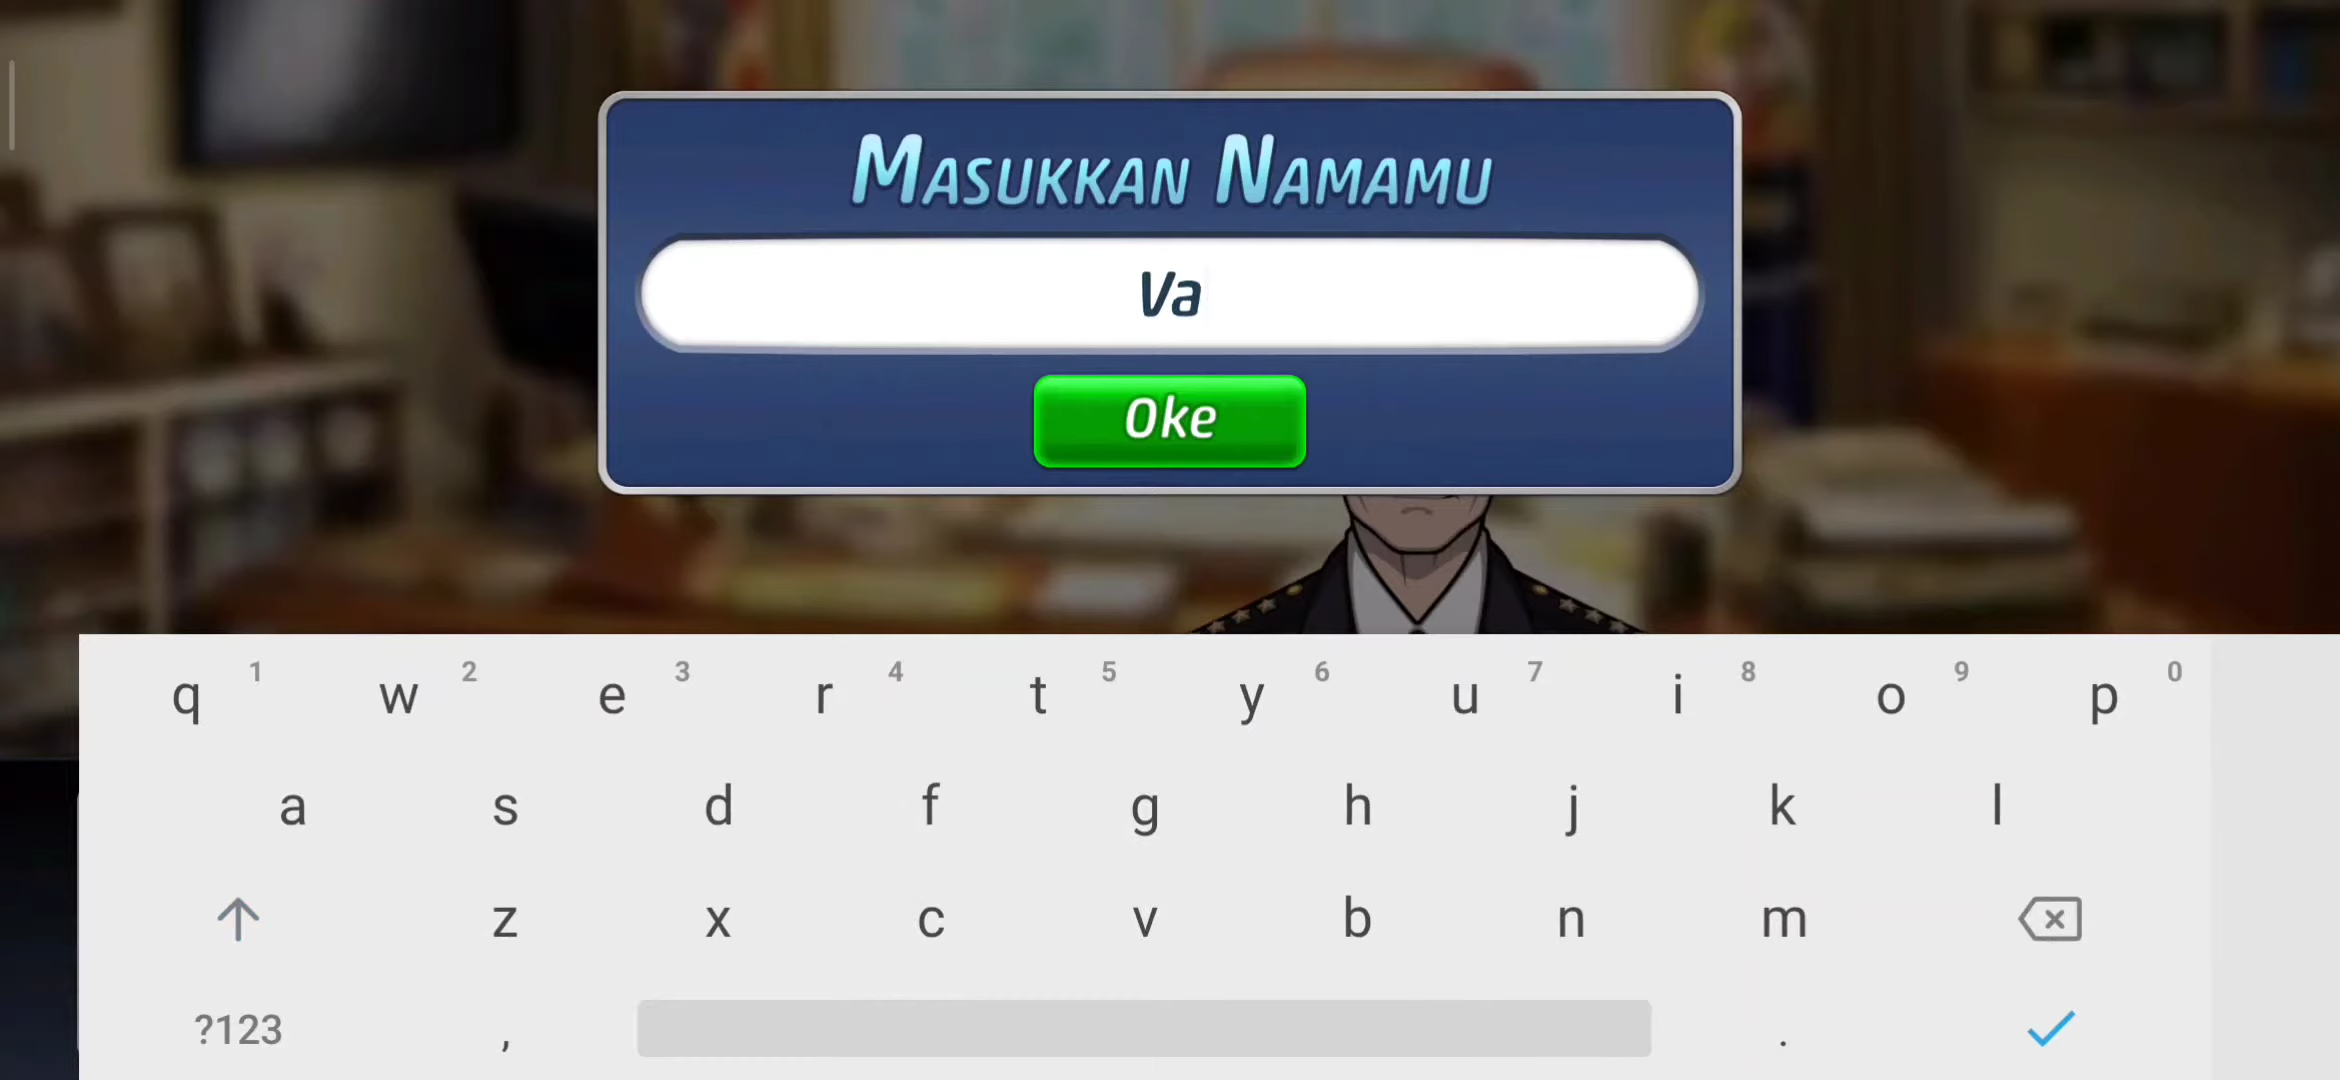 MASUKKAN NAMAMU
Va
Oke
q 1 w 2 e 3 r 4 t 5 y 6 u 7 i 8 o 9 p 0
a s d f g h j k l
z x c v b n m
?123 , .